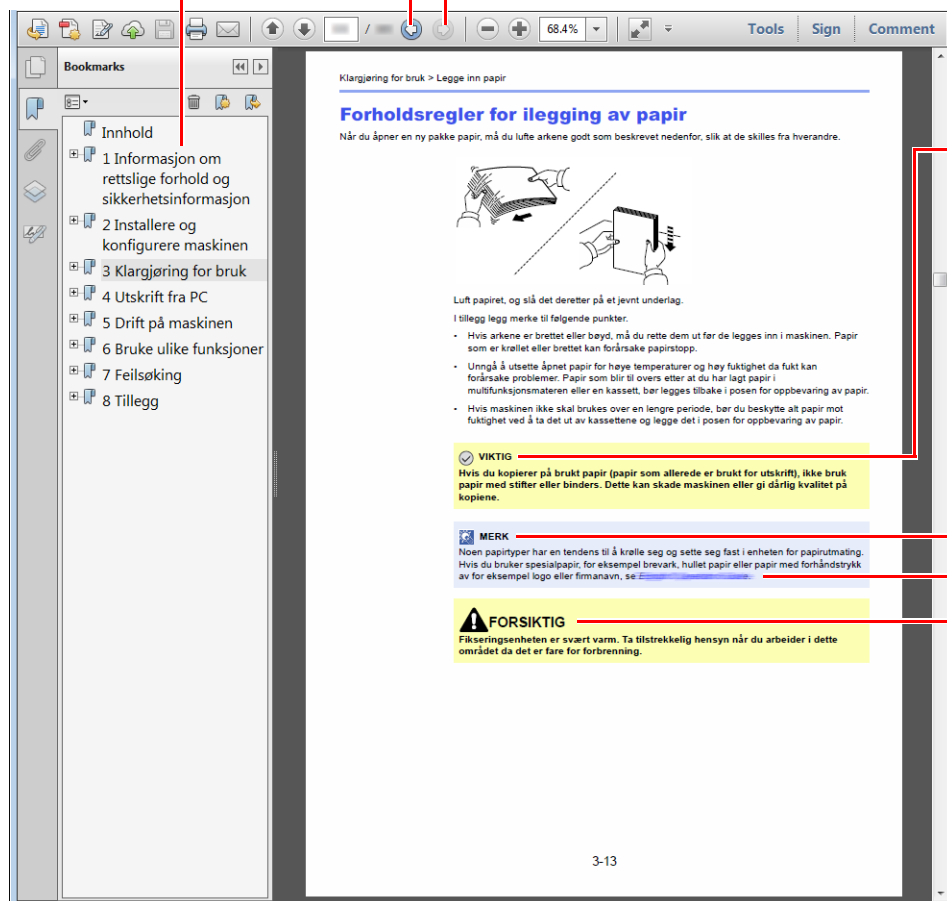 68.4%
Tools
Sign
Comment
Bookmarks
Innhold
1 Informasjon om
rettslige forhold og
sikkerhetsinformasjon
2 Installere og
konfigurere maskinen
3 Klargjøring for bruk
4 Utskrift fra PC
5 Drift på maskinen
6 Bruke ulike funksjoner
7 Feilsøking
8 Tillegg
Klargjøring for bruk > Legge inn papir
Forholdsregler for ilegging av papir
Når du åpner en ny pakke papir, må du lufte arkene godt som beskrevet nedenfor, slik at de skilles fra hverandre.
Luft papiret, og slå det deretter på et jevnt underlag.
I tillegg legg merke til følgende punkter.
• Hvis arkene er brettet eller bøyd, må du rette dem ut før de legges inn i maskinen. Papir
som er krøllet eller brettet kan forårsake papirstopp.
• Unngå å utsette åpnet papir for høye temperaturer og høy fuktighet da fukt kan
forårsake problemer. Papir som blir til overs etter at du har lagt papir i
multifunksjonsmateren eller en kassett, bør legges tilbake i posen for oppbevaring av papir.
• Hvis maskinen ikke skal brukes over en lengre periode, bør du beskytte alt papir mot
fuktighet ved å ta det ut av kassettene og legge det i posen for oppbevaring av papir.
VIKTIG
Hvis du kopierer på brukt papir (papir som allerede er brukt for utskrift), ikke bruk
papir med stifter eller binders. Dette kan skade maskinen eller gi dårlig kvalitet på
kopiene.
MERK
Noen papirtyper har en tendens til å krølle seg og sette seg fast i enheten for papirutmating.
Hvis du bruker spesialpapir, for eksempel brevark, hullet papir eller papir med forhåndstrykk
av for eksempel logo eller firmanavn, se
FORSIKTIG
Fikseringsenheten er svært varm. Ta tilstrekkelig hensyn når du arbeider i dette
området da det er fare for forbrenning.
3-13